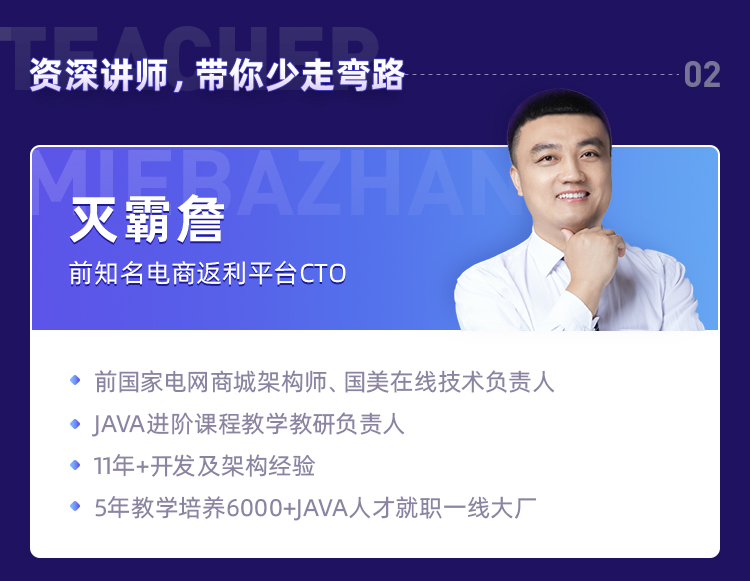 TEACHER
资深讲师,带你少走弯路
02
MIEBAZHAN
灭霸詹
前知名电商返利平台CTO
前国家电网商城架构师、国美在线技术负责人
JAVA进阶课程教学教研负责人
11年+开发及架构经验
5年教学培养6000+JAVA人才就职一线大厂